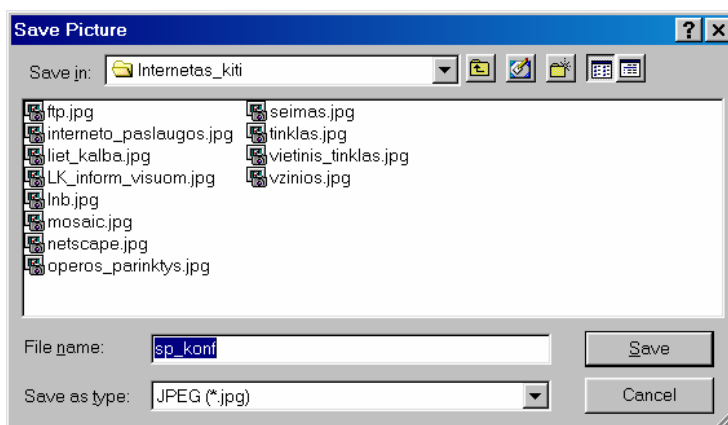 Save Picture
Save in: Internetas_kiti
ftp.jpg
interneto_paslaugos.jpg
liet_kalba.jpg
LK_inform_visuom.jpg
lnb.jpg
mosaic.jpg
netscape.jpg
operos_parinktys.jpg
seimas.jpg
tinklas.jpg
vietinis_tinklas.jpg
vzinios.jpg
File name: sp_konf
Save
Save as type: JPEG (*.jpg)
Cancel